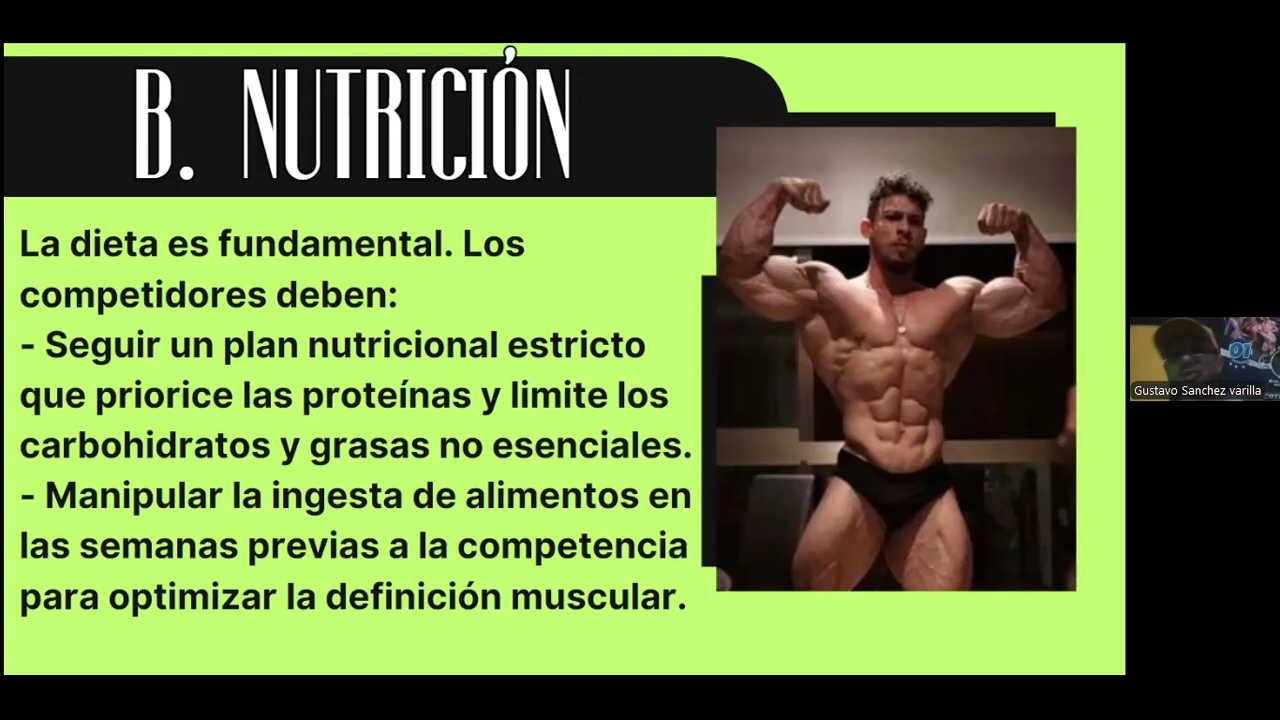 B. NUTRICIÓN
La dieta es fundamental. Los
competidores deben:
- Seguir un plan nutricional estricto
que priorice las proteínas y limite los
carbohidratos y grasas no esenciales.
- Manipular la ingesta de alimentos en
las semanas previas a la competencia
para optimizar la definición muscular.
01
Gustavo Sanchez varilla